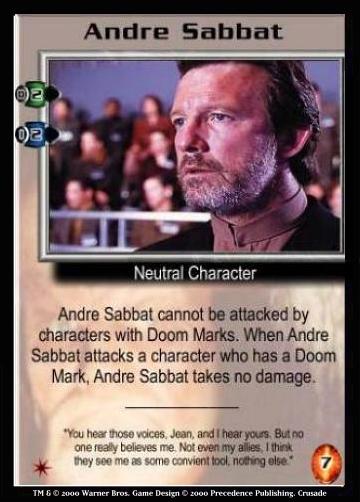 Andre Sabbat
0 2
0 2
Neutral Character
Andre Sabbat cannot be attacked by
characters with Doom Marks. When Andre
Sabbat attacks a character who has a Doom
Mark, Andre Sabbat takes no damage.
"You hear those voices, Jean, and I hear yours. But no
one really believes me. Not even my allies, I think
they see me as some convient tool, nothing else."
7
TM & © 2000 Warner Bros. Game Design © 2000 Precedence Publishing. Crusade